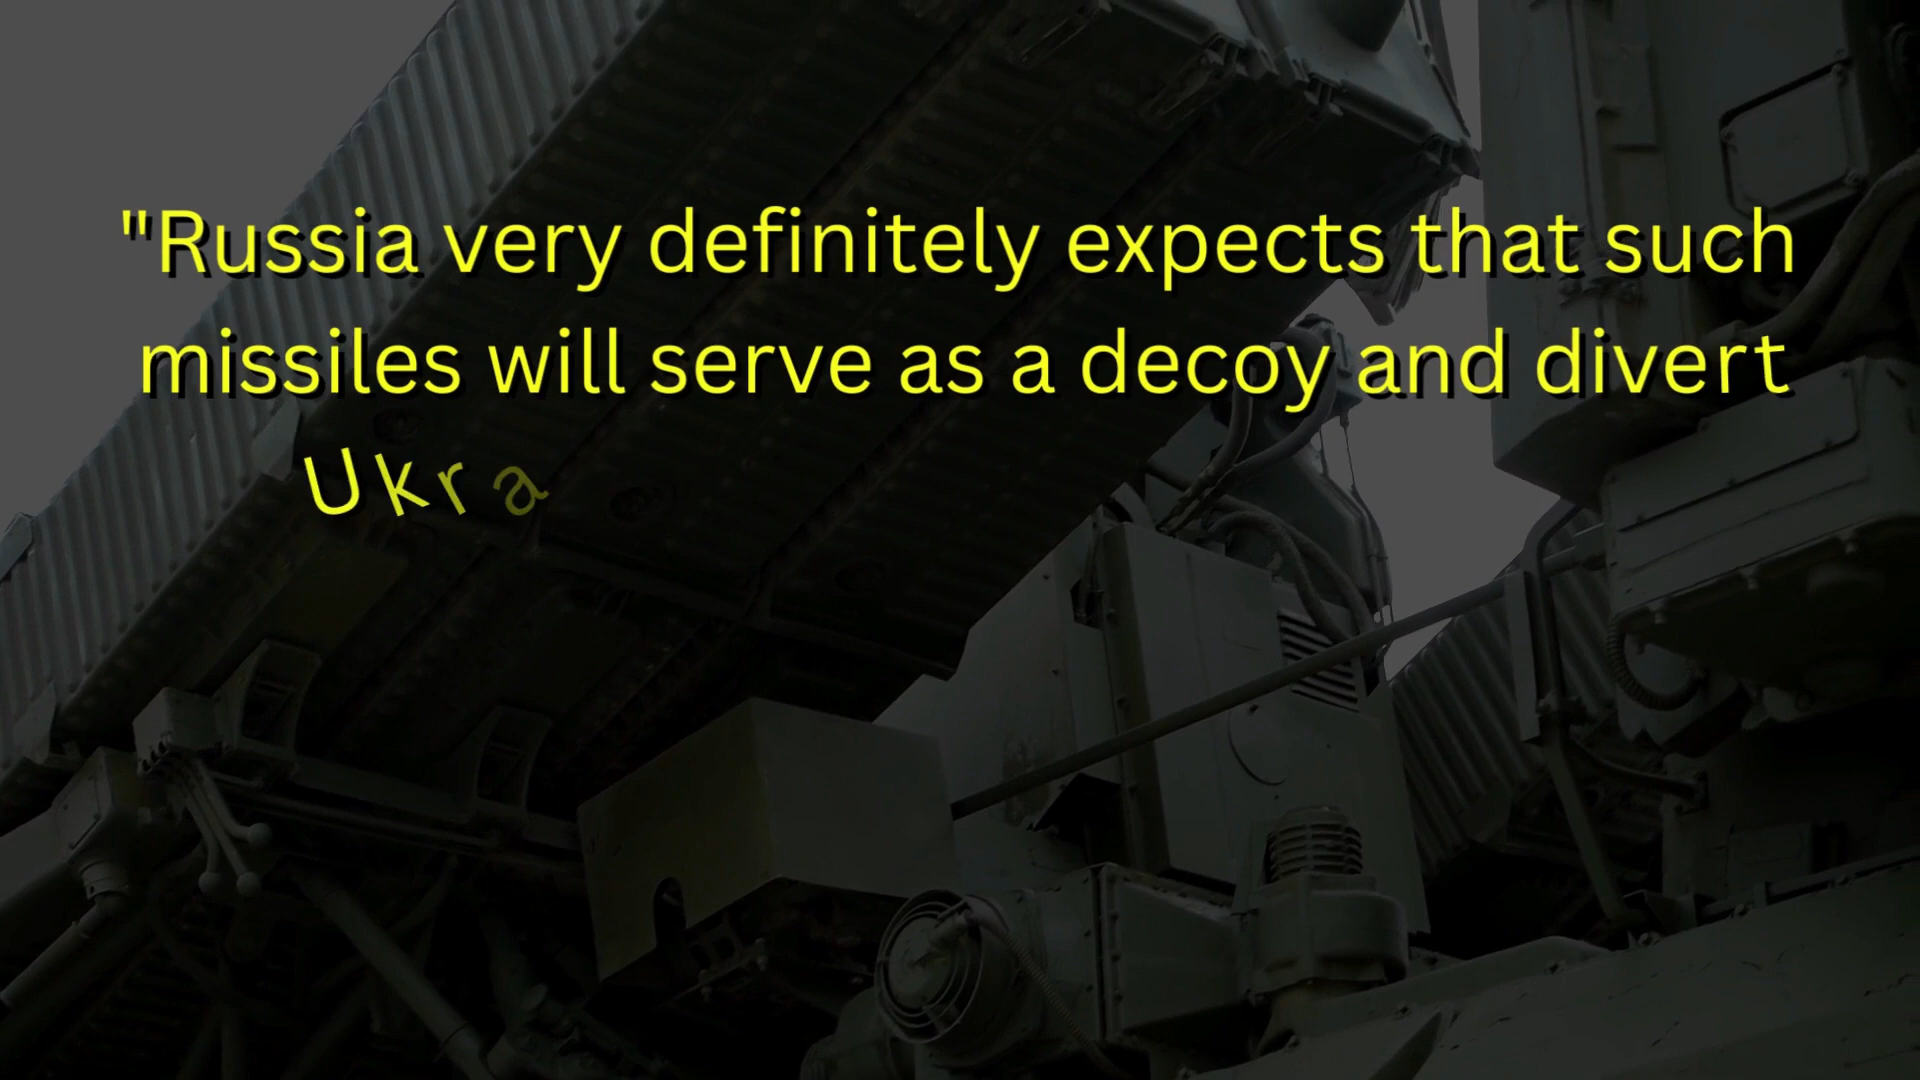 "Russia very definitely expects that such
missiles will serve as a decoy and divert
Ukra